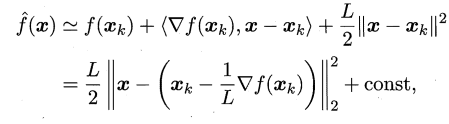 f̂(x) ≃ f(x_k) + ⟨∇f(x_k), x − x_k⟩ + L/2 ‖x − x_k‖²
= L/2 ‖x − (x_k − 1/L ∇f(x_k))‖₂² + const,